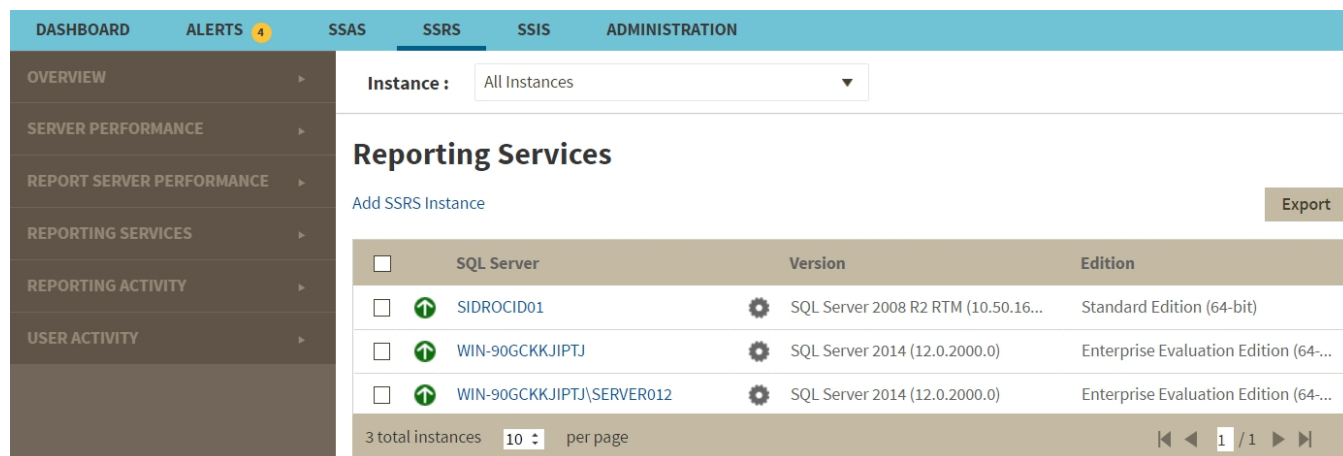 DASHBOARD ALERTS 4 SSAS SSRS SSIS ADMINISTRATION
OVERVIEW
SERVER PERFORMANCE
REPORT SERVER PERFORMANCE
REPORTING SERVICES
REPORTING ACTIVITY
USER ACTIVITY
Instance : All Instances
Reporting Services
Add SSRS Instance
Export
SQL Server Version Edition
SIDROCID01 SQL Server 2008 R2 RTM (10.50.16... Standard Edition (64-bit)
WIN-90GCKKJIPTJ SQL Server 2014 (12.0.2000.0) Enterprise Evaluation Edition (64-...
WIN-90GCKKJIPTJ\SERVER012 SQL Server 2014 (12.0.2000.0) Enterprise Evaluation Edition (64-...
3 total instances 10 per page 1 / 1